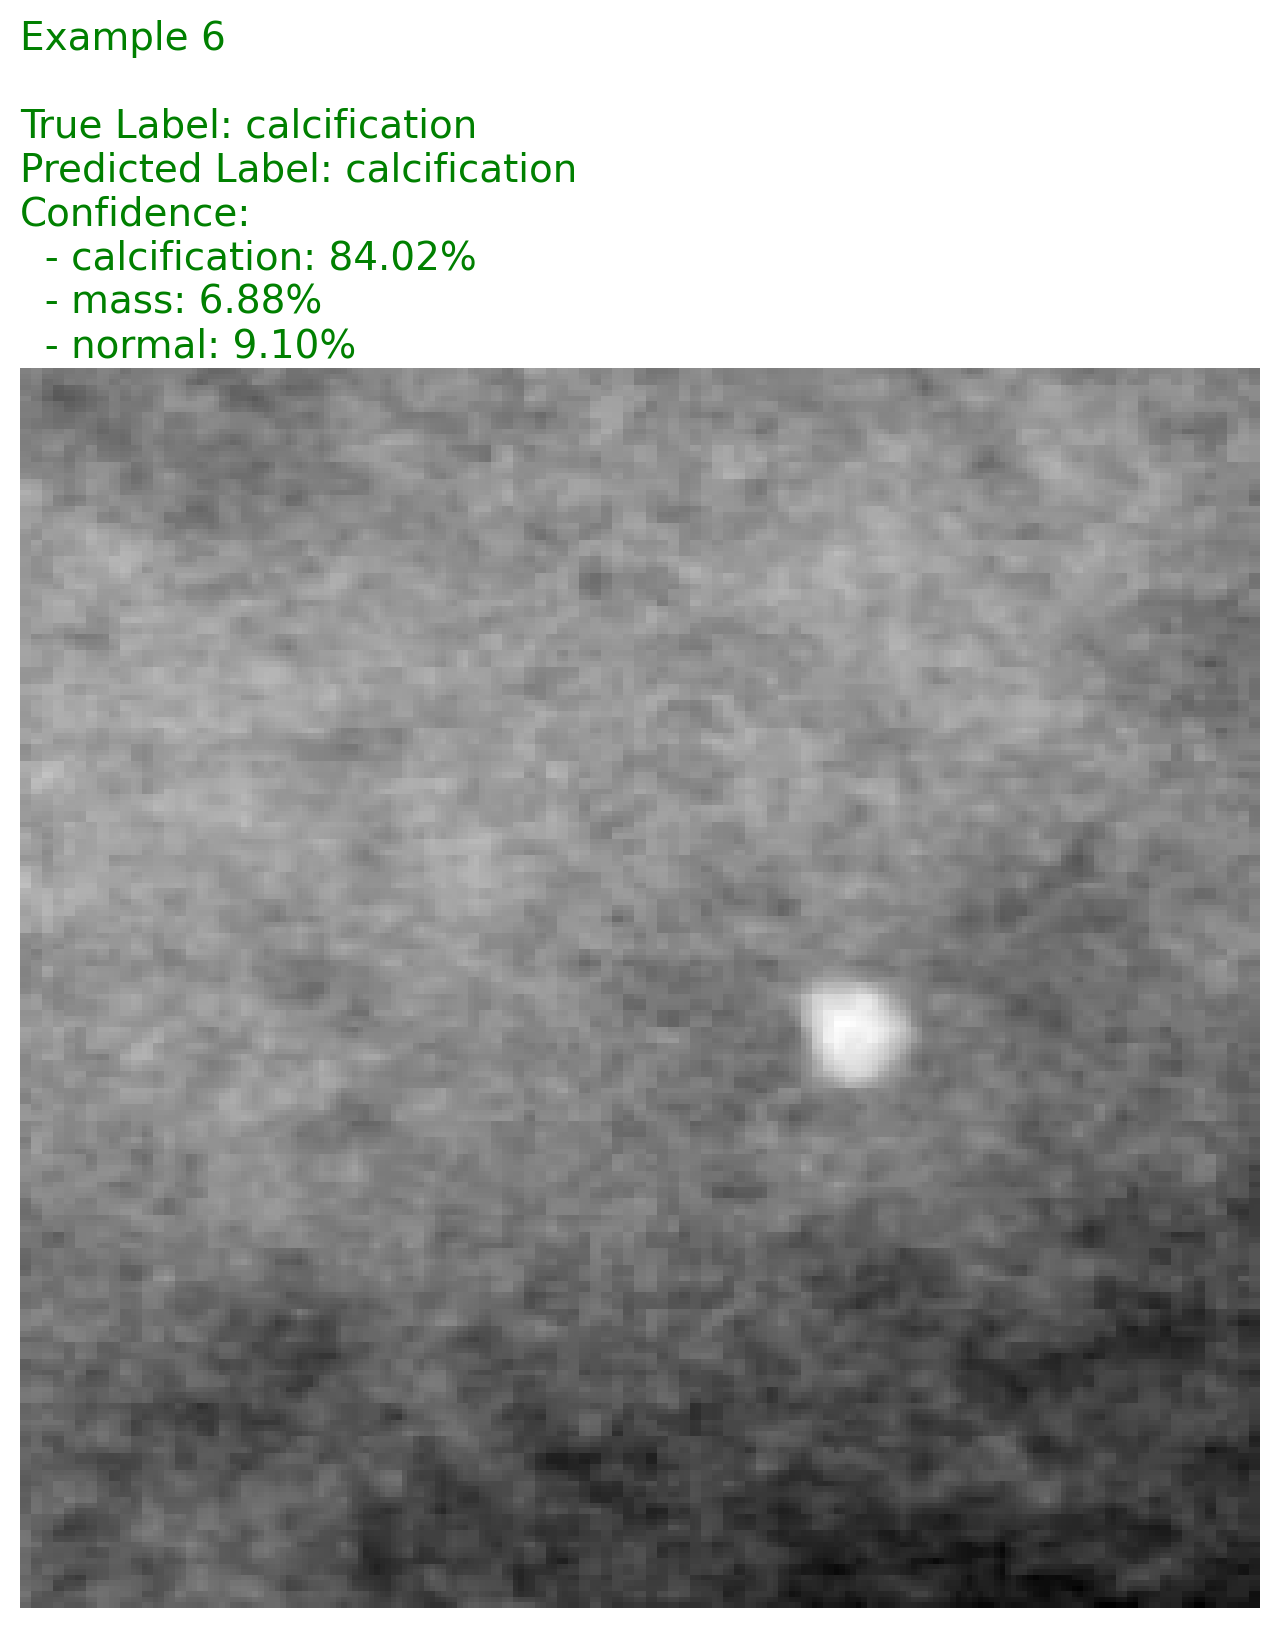 Example 6
True Label: calcification
Predicted Label: calcification
Confidence:
- calcification: 84.02%
- mass: 6.88%
- normal: 9.10%